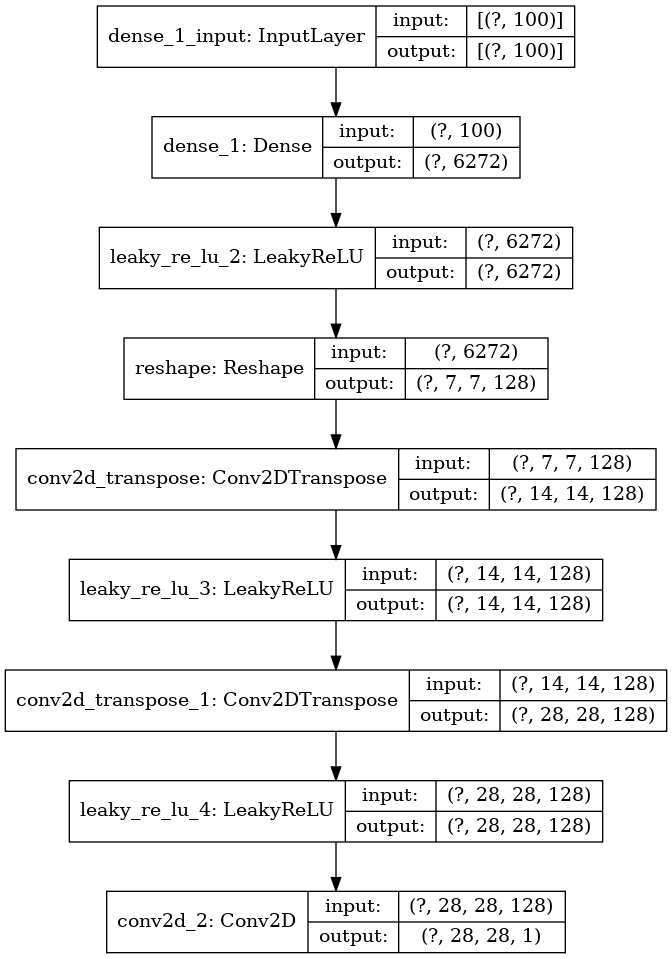 dense_1_input: InputLayer
input: [(?, 100)]
output: [(?, 100)]
dense_1: Dense
input: (?, 100)
output: (?, 6272)
leaky_re_lu_2: LeakyReLU
input: (?, 6272)
output: (?, 6272)
reshape: Reshape
input: (?, 6272)
output: (?, 7, 7, 128)
conv2d_transpose: Conv2DTranspose
input: (?, 7, 7, 128)
output: (?, 14, 14, 128)
leaky_re_lu_3: LeakyReLU
input: (?, 14, 14, 128)
output: (?, 14, 14, 128)
conv2d_transpose_1: Conv2DTranspose
input: (?, 14, 14, 128)
output: (?, 28, 28, 128)
leaky_re_lu_4: LeakyReLU
input: (?, 28, 28, 128)
output: (?, 28, 28, 128)
conv2d_2: Conv2D
input: (?, 28, 28, 128)
output: (?, 28, 28, 1)